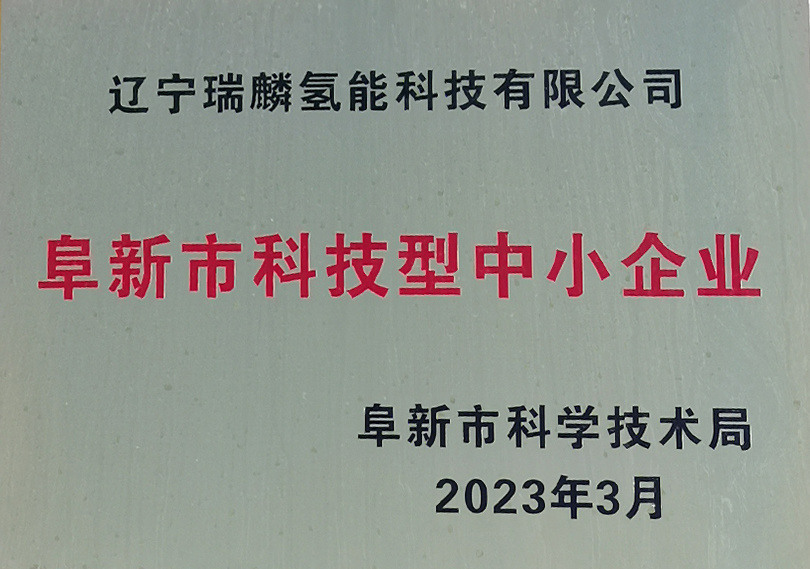 辽宁瑞麟氢能科技有限公司
阜新市科技型中小企业
阜新市科学技术局
2023年3月